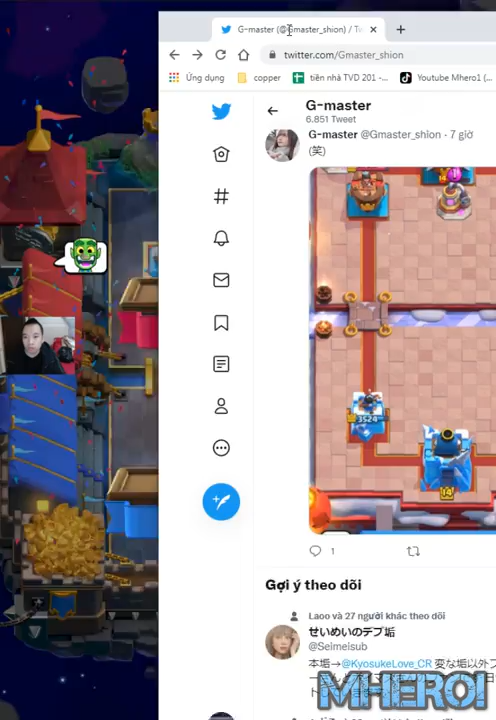 G-master (@Gmaster_shion) / Tw
twitter.com/Gmaster_shion
Ứng dụng
copper
tiền nhà TVD 201 -...
Youtube Mhero1 (
G-master
6.851 Tweet
G-master @Gmaster_shion · 7 giờ
(笑)
3524
14
1
Gợi ý theo dõi
Laoo và 27 người khác theo dõi
せいめいのデブ垢
@Seimeisub
本垢→@KyosukeLove_CR 変な垢以外フ
MHERO1